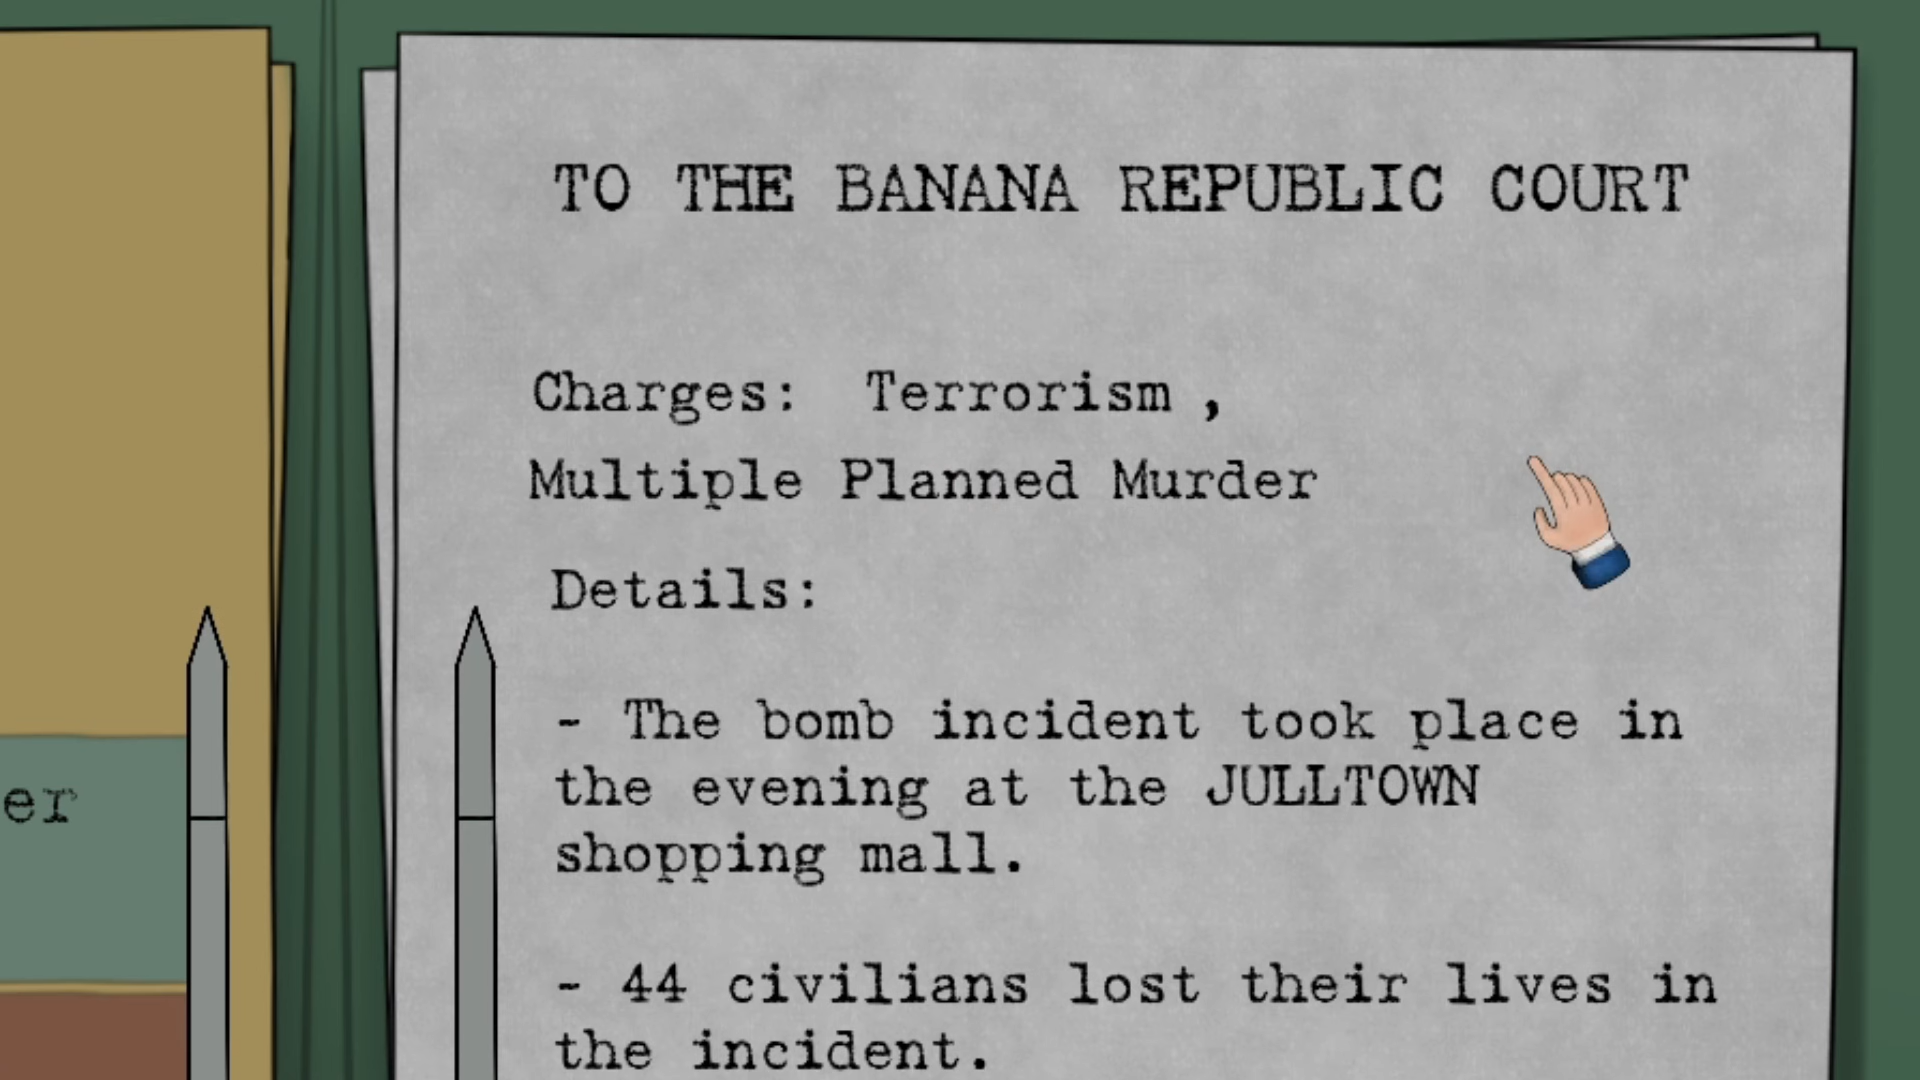 TO THE BANANA REPUBLIC COURT
Charges: Terrorism ,
Multiple Planned Murder
Details:
- The bomb incident took place in
the evening at the JULLTOWN
shopping mall.
- 44 civilians lost their lives in
the incident.
er